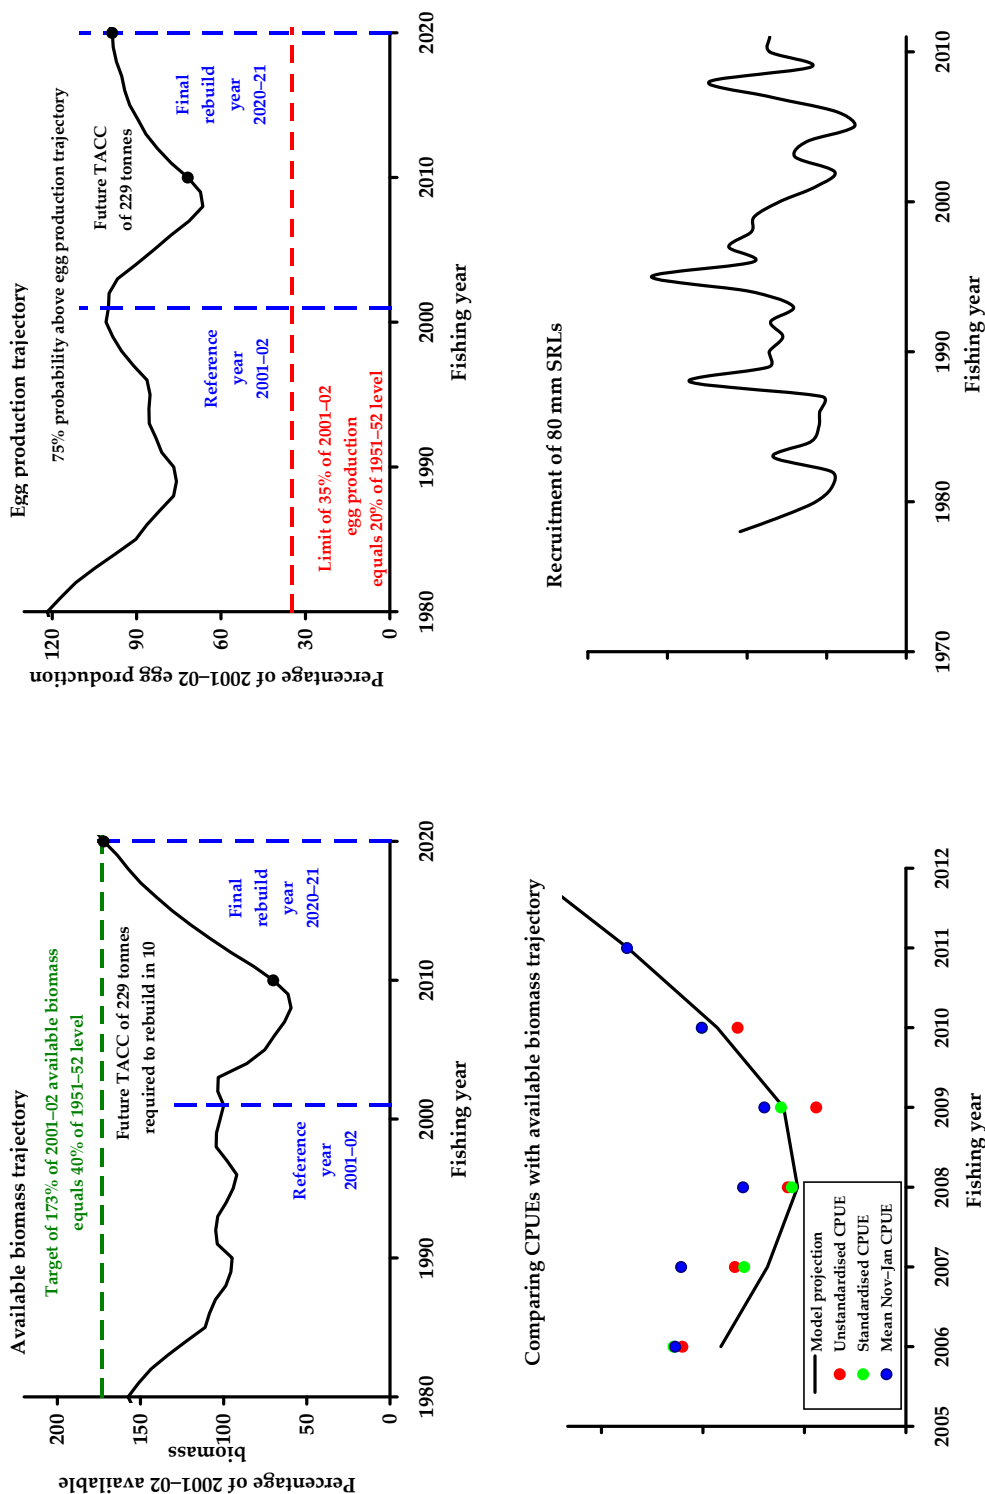 Available biomass trajectory
Target of 173% of 2001–02 available biomass
equals 40% of 1951–52 level
Future TACC of 229 tonnes
required to rebuild in 10
Reference
year
2001–02
Final
rebuild
year
2020–21
Percentage of 2001–02 available
biomass
200
150
100
50
0
1980
1990
2000
2010
2020
Fishing year
Egg production trajectory
75% probability above egg production trajectory
Future TACC
of 229 tonnes
Reference
year
2001–02
Final
rebuild
year
2020–21
Limit of 35% of 2001–02
egg production
equals 20% of 1951–52 level
Percentage of 2001–02 egg production
120
90
60
30
0
1980
1990
2000
2010
2020
Fishing year
Comparing CPUEs with available biomass trajectory
Model projection
Unstandardised CPUE
Standardised CPUE
Mean Nov–Jan CPUE
2005
2006
2007
2008
2009
2010
2011
2012
Fishing year
Recruitment of 80 mm SRLs
1970
1980
1990
2000
2010
Fishing year